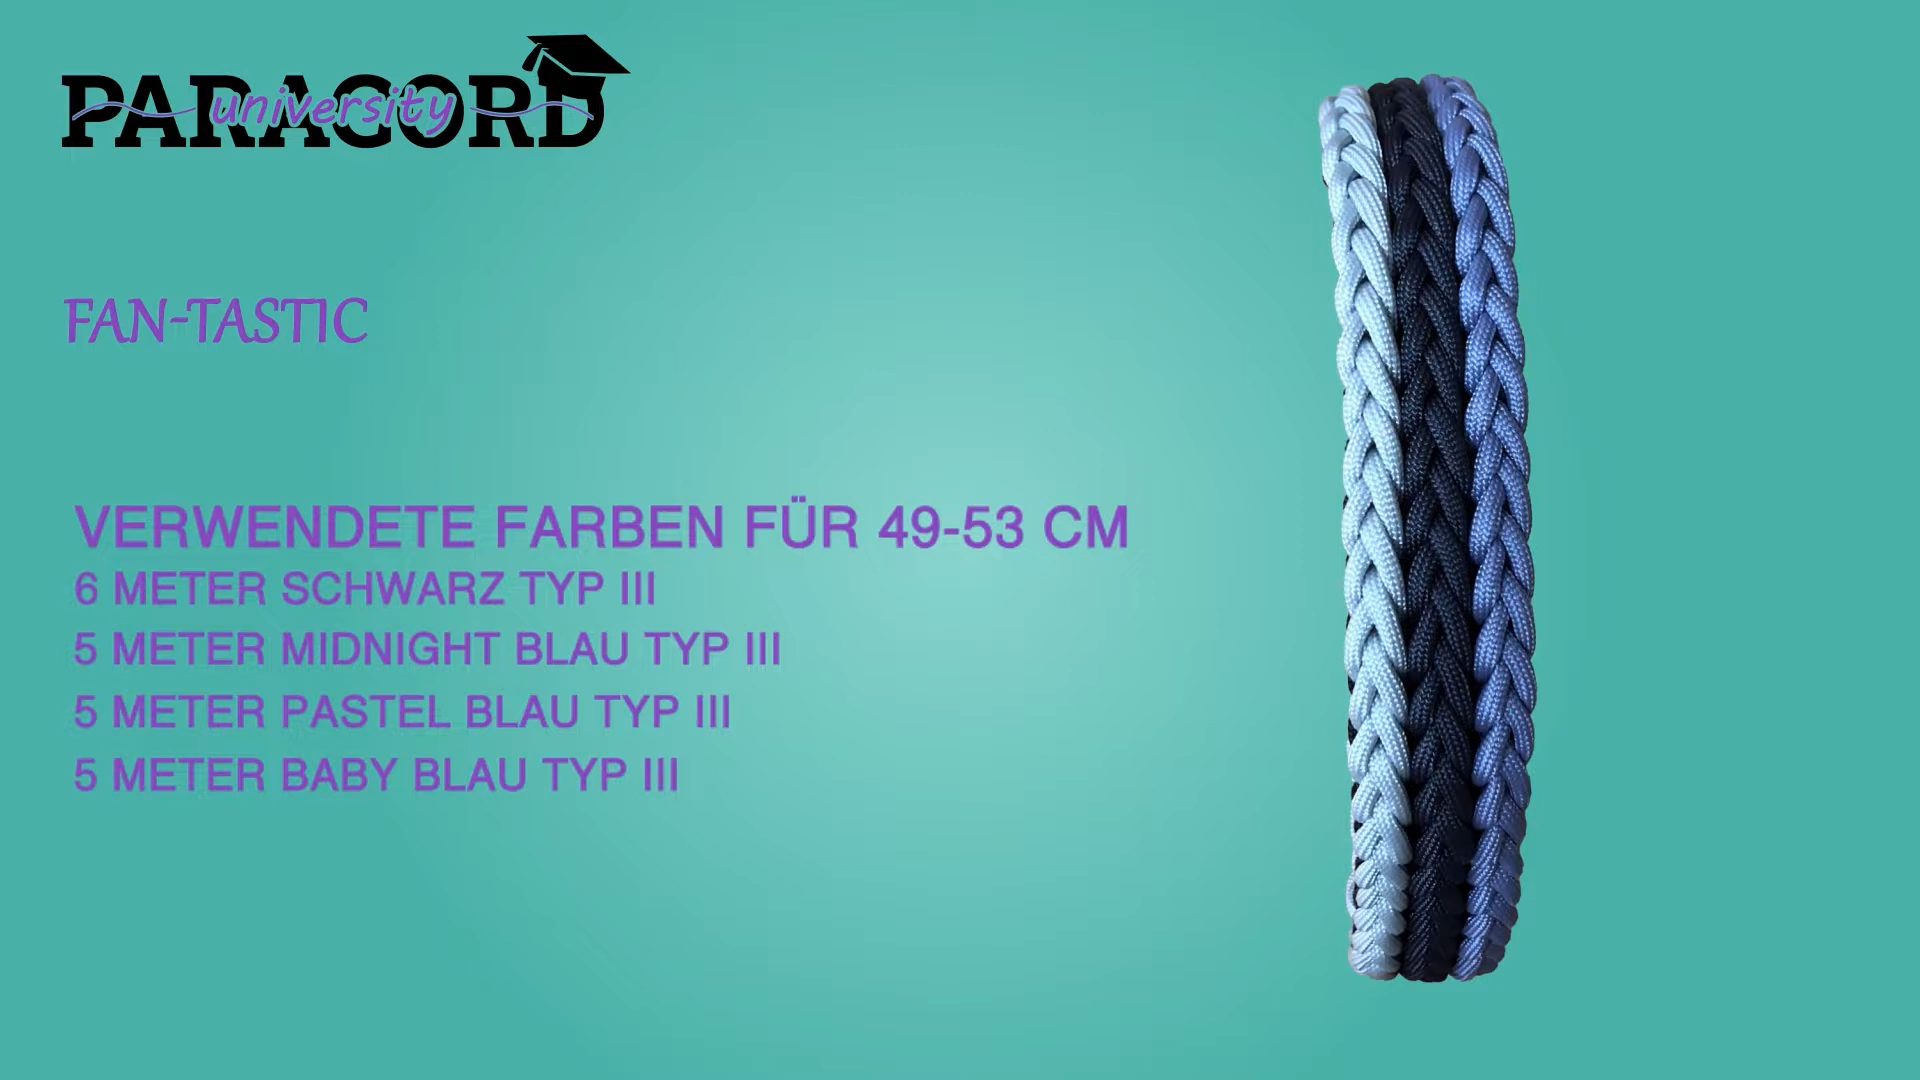 PARACORD
university
FAN-TASTIC
VERWENDETE FARBEN FÜR 49-53 CM
6 METER SCHWARZ TYP III
5 METER MIDNIGHT BLAU TYP III
5 METER PASTEL BLAU TYP III
5 METER BABY BLAU TYP III